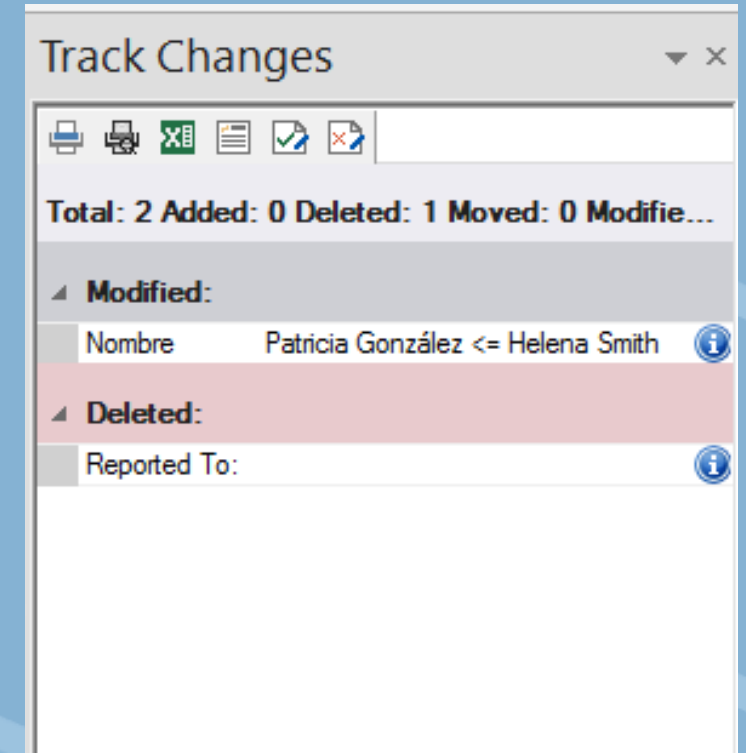 Track Changes
Total: 2 Added: 0 Deleted: 1 Moved: 0 Modifie...
Modified:
Nombre Patricia González <= Helena Smith
Deleted:
Reported To: